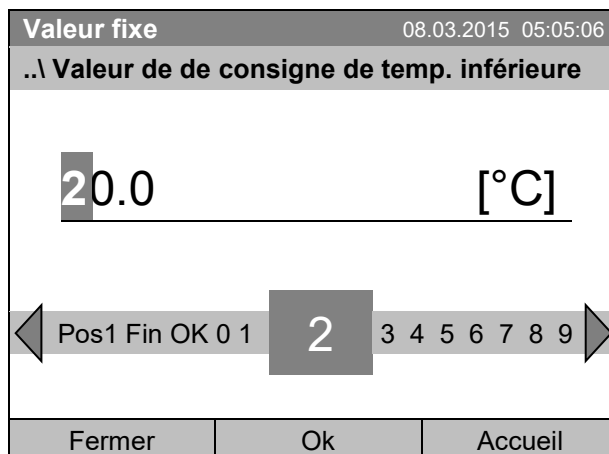 Valeur fixe 08.03.2015 05:05:06
..\ Valeur de de consigne de temp. inférieure
20.0 [°C]
Pos1 Fin OK 0 1 2 3 4 5 6 7 8 9
Fermer Ok Accueil